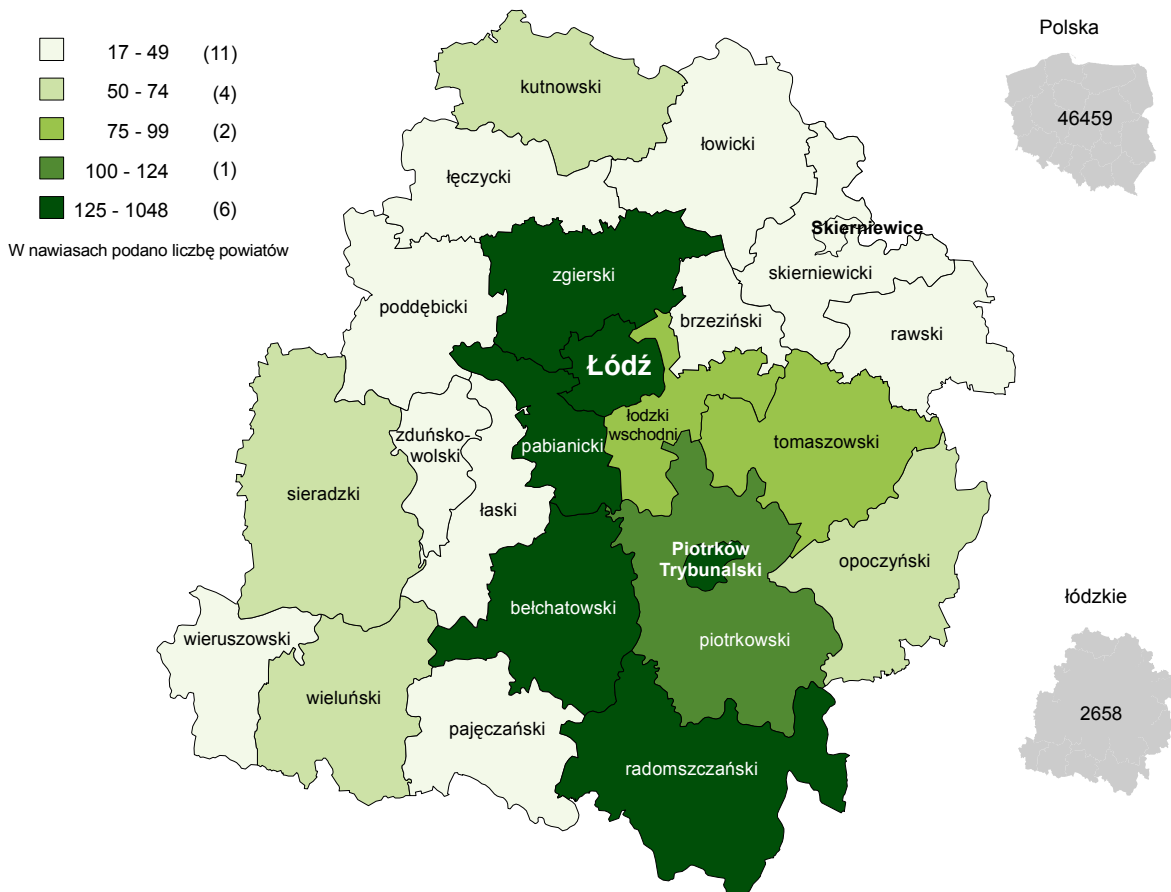 17 - 49 (11)
50 - 74 (4)
75 - 99 (2)
100 - 124 (1)
125 - 1048 (6)
W nawiasach podano liczbę powiatów
Polska
46459
kutnowski
łowicki
łęczycki
Skierniewice
skierniewicki
zgierski
poddębicki
brzeziński
rawski
Łódź
łodzki
wschodni
zduńsko-
wolski
pabianicki
tomaszowski
sieradzki
łaski
Piotrków
Trybunalski
opoczyński
bełchatowski
piotrkowski
wieruszowski
wieluński
pajęczański
radomszczański
łódzkie
2658